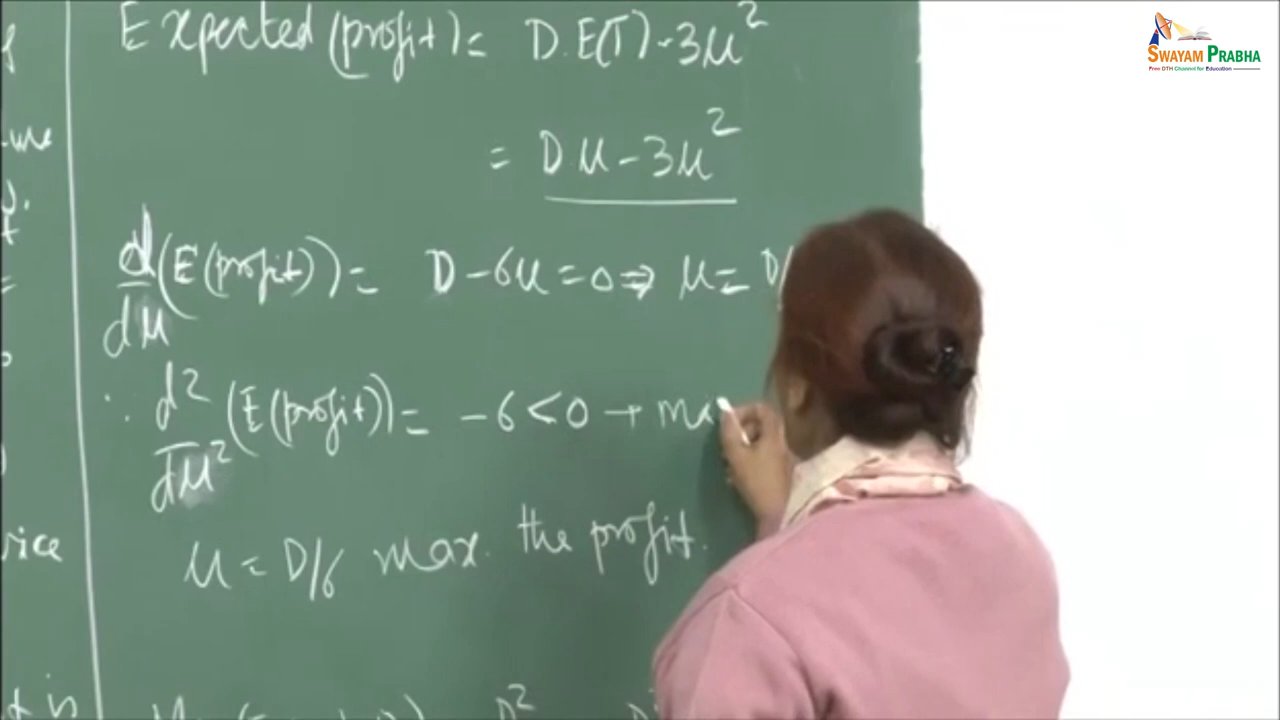 Expected (profit) = D.E(T) - 3μ²
= Dμ - 3μ²
d/dμ (E(profit)) = D - 6μ = 0 ⇒ μ = D/
∴ d²/dμ² (E(profit)) = -6 < 0 → ma
μ = D/6 max. the profit.
SWAYAM PRABHA
Free DTH Channel for Education